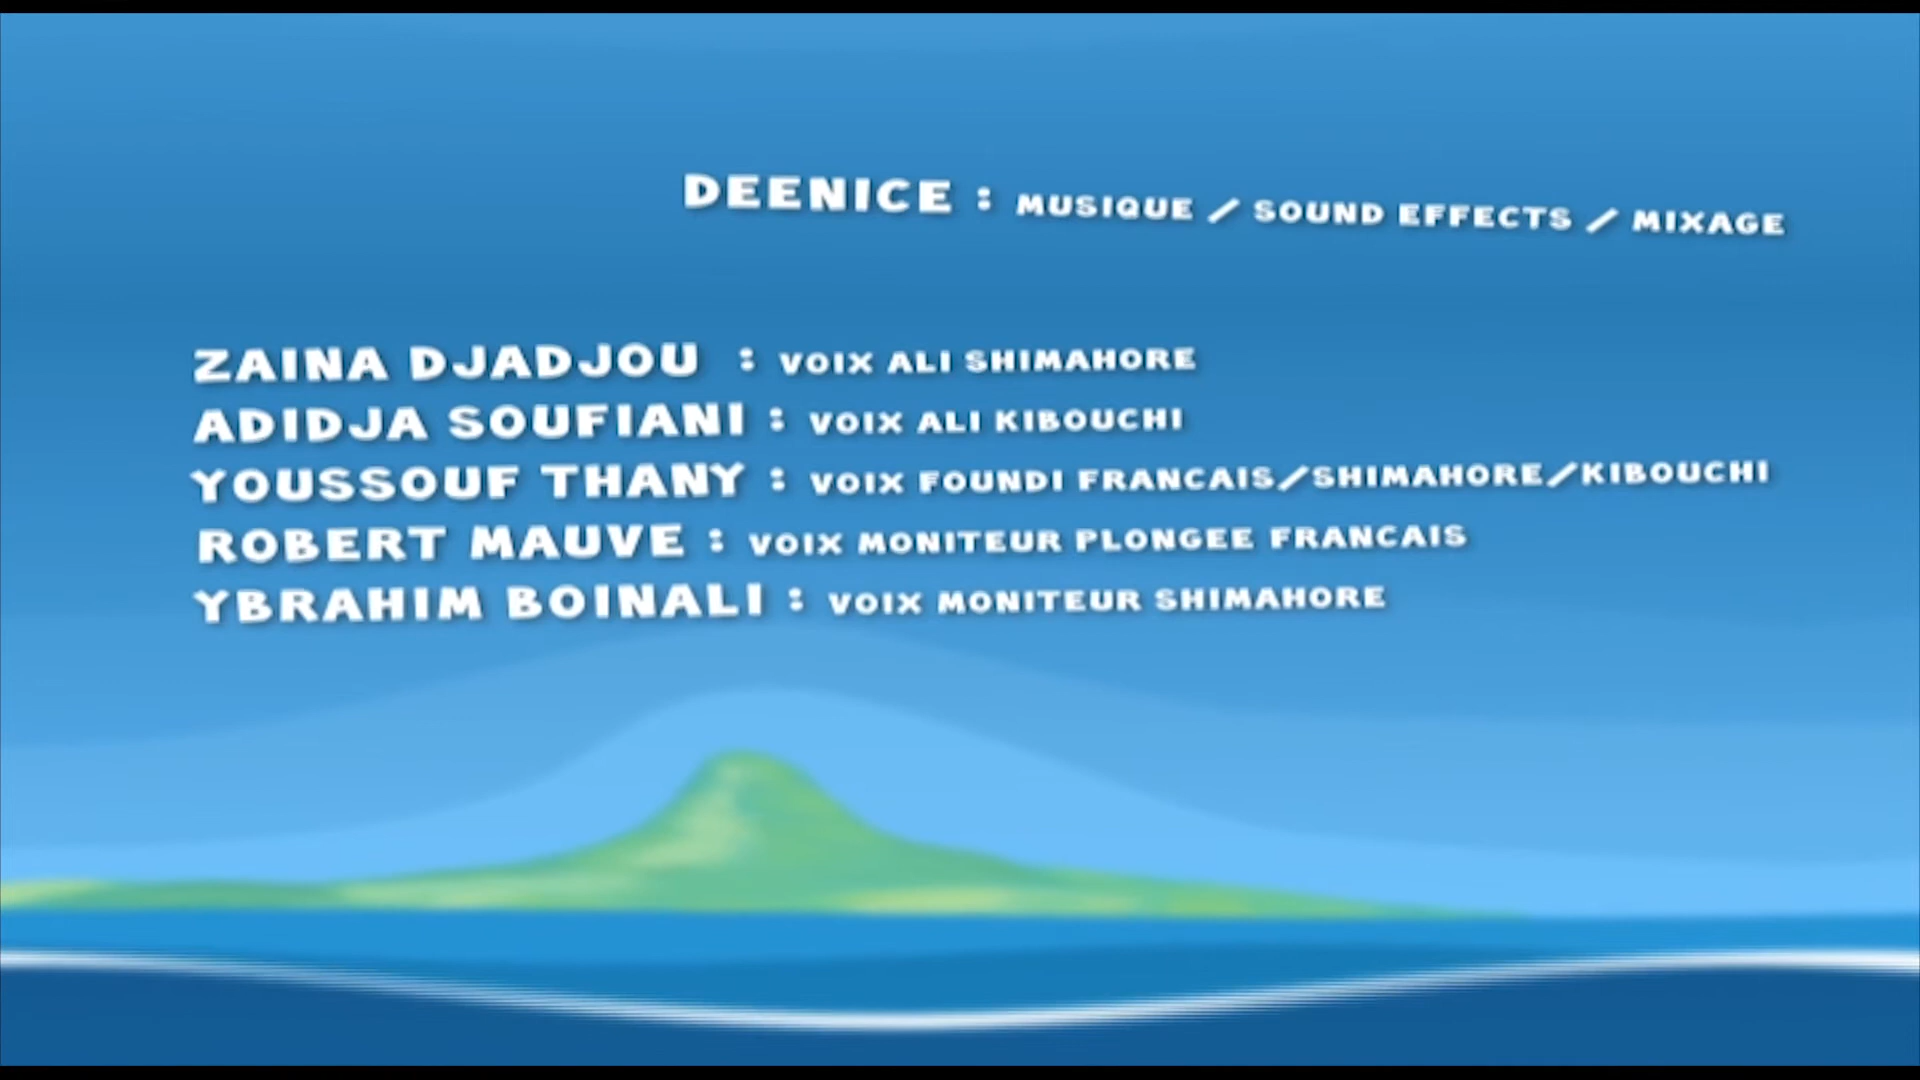 DEENICE : MUSIQUE / SOUND EFFECTS / MIXAGE
ZAINA DJADJOU : VOIX ALI SHIMAHORE
ADIDJA SOUFIANI : VOIX ALI KIBOUCHI
YOUSSOUF THANY : VOIX FOUNDI FRANCAIS/SHIMAHORE/KIBOUCHI
ROBERT MAUVE : VOIX MONITEUR PLONGEE FRANCAIS
YBRAHIM BOINALI : VOIX MONITEUR SHIMAHORE